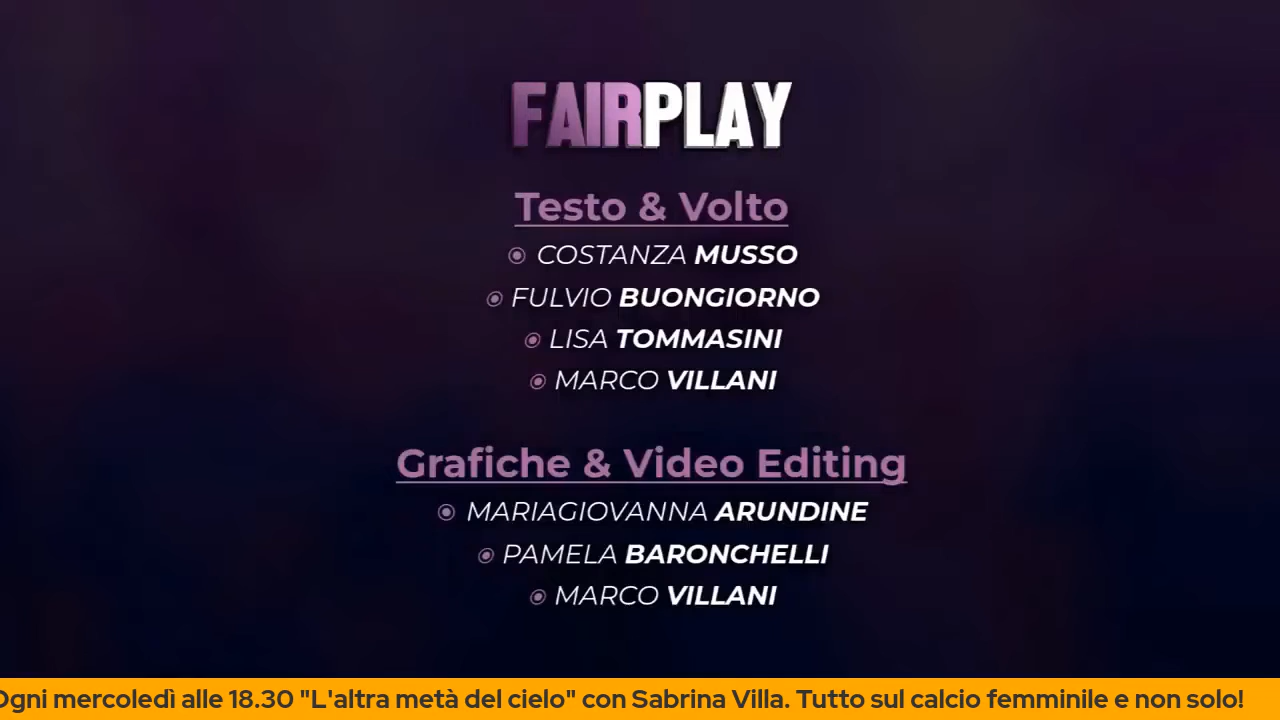 FAIRPLAY
Testo & Volto
COSTANZA MUSSO
FULVIO BUONGIORNO
LISA TOMMASINI
MARCO VILLANI
Grafiche & Video Editing
MARIAGIOVANNA ARUNDINE
PAMELA BARONCHELLI
MARCO VILLANI
Ogni mercoledì alle 18.30 "L'altra metà del cielo" con Sabrina Villa. Tutto sul calcio femminile e non solo!